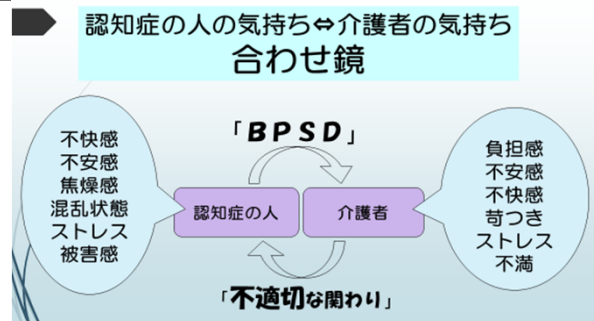 認知症の人の気持ち⇔介護者の気持ち
合わせ鏡
「BPSD」
不快感
不安感
焦燥感
混乱状態
ストレス
被害感
認知症の人
介護者
負担感
不安感
不快感
苛つき
ストレス
不満
「不適切な関わり」